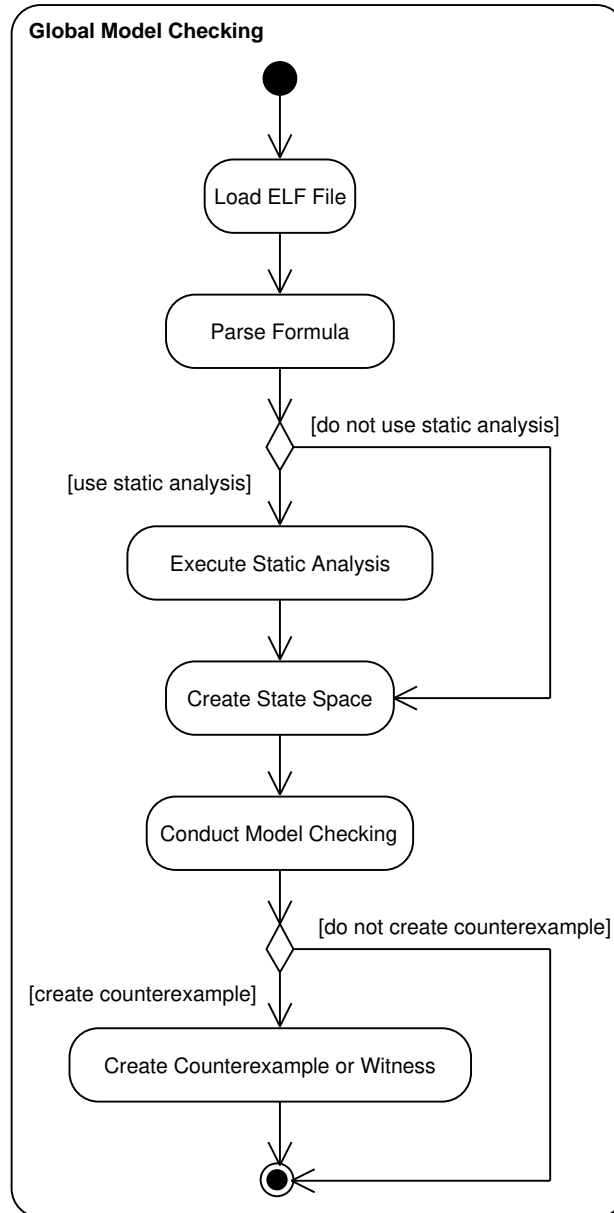 Global Model Checking
Load ELF File
Parse Formula
[do not use static analysis]
[use static analysis]
Execute Static Analysis
Create State Space
Conduct Model Checking
[do not create counterexample]
[create counterexample]
Create Counterexample or Witness